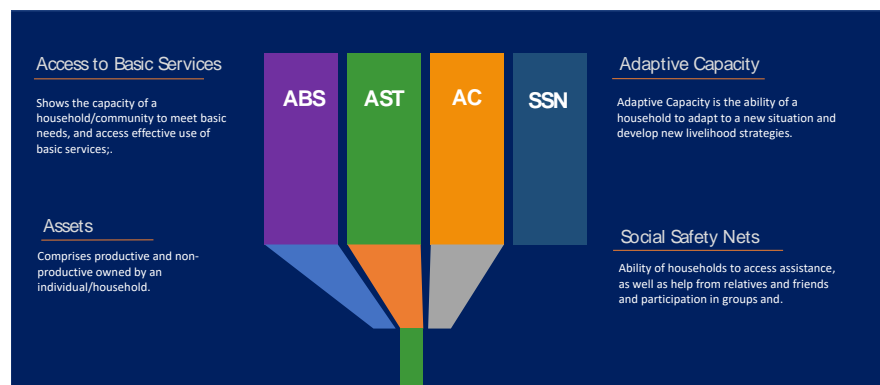 Access to Basic Services
Shows the capacity of a
household/community to meet basic
needs, and access effective use of
basic services;.
Assets
Comprises productive and non-
productive owned by an
individual/household.
ABS
AST
AC
SSN
Adaptive Capacity
Adaptive Capacity is the ability of a
household to adapt to a new situation and
develop new livelihood strategies.
Social Safety Nets
Ability of households to access assistance,
as well as help from relatives and friends
and participation in groups and.